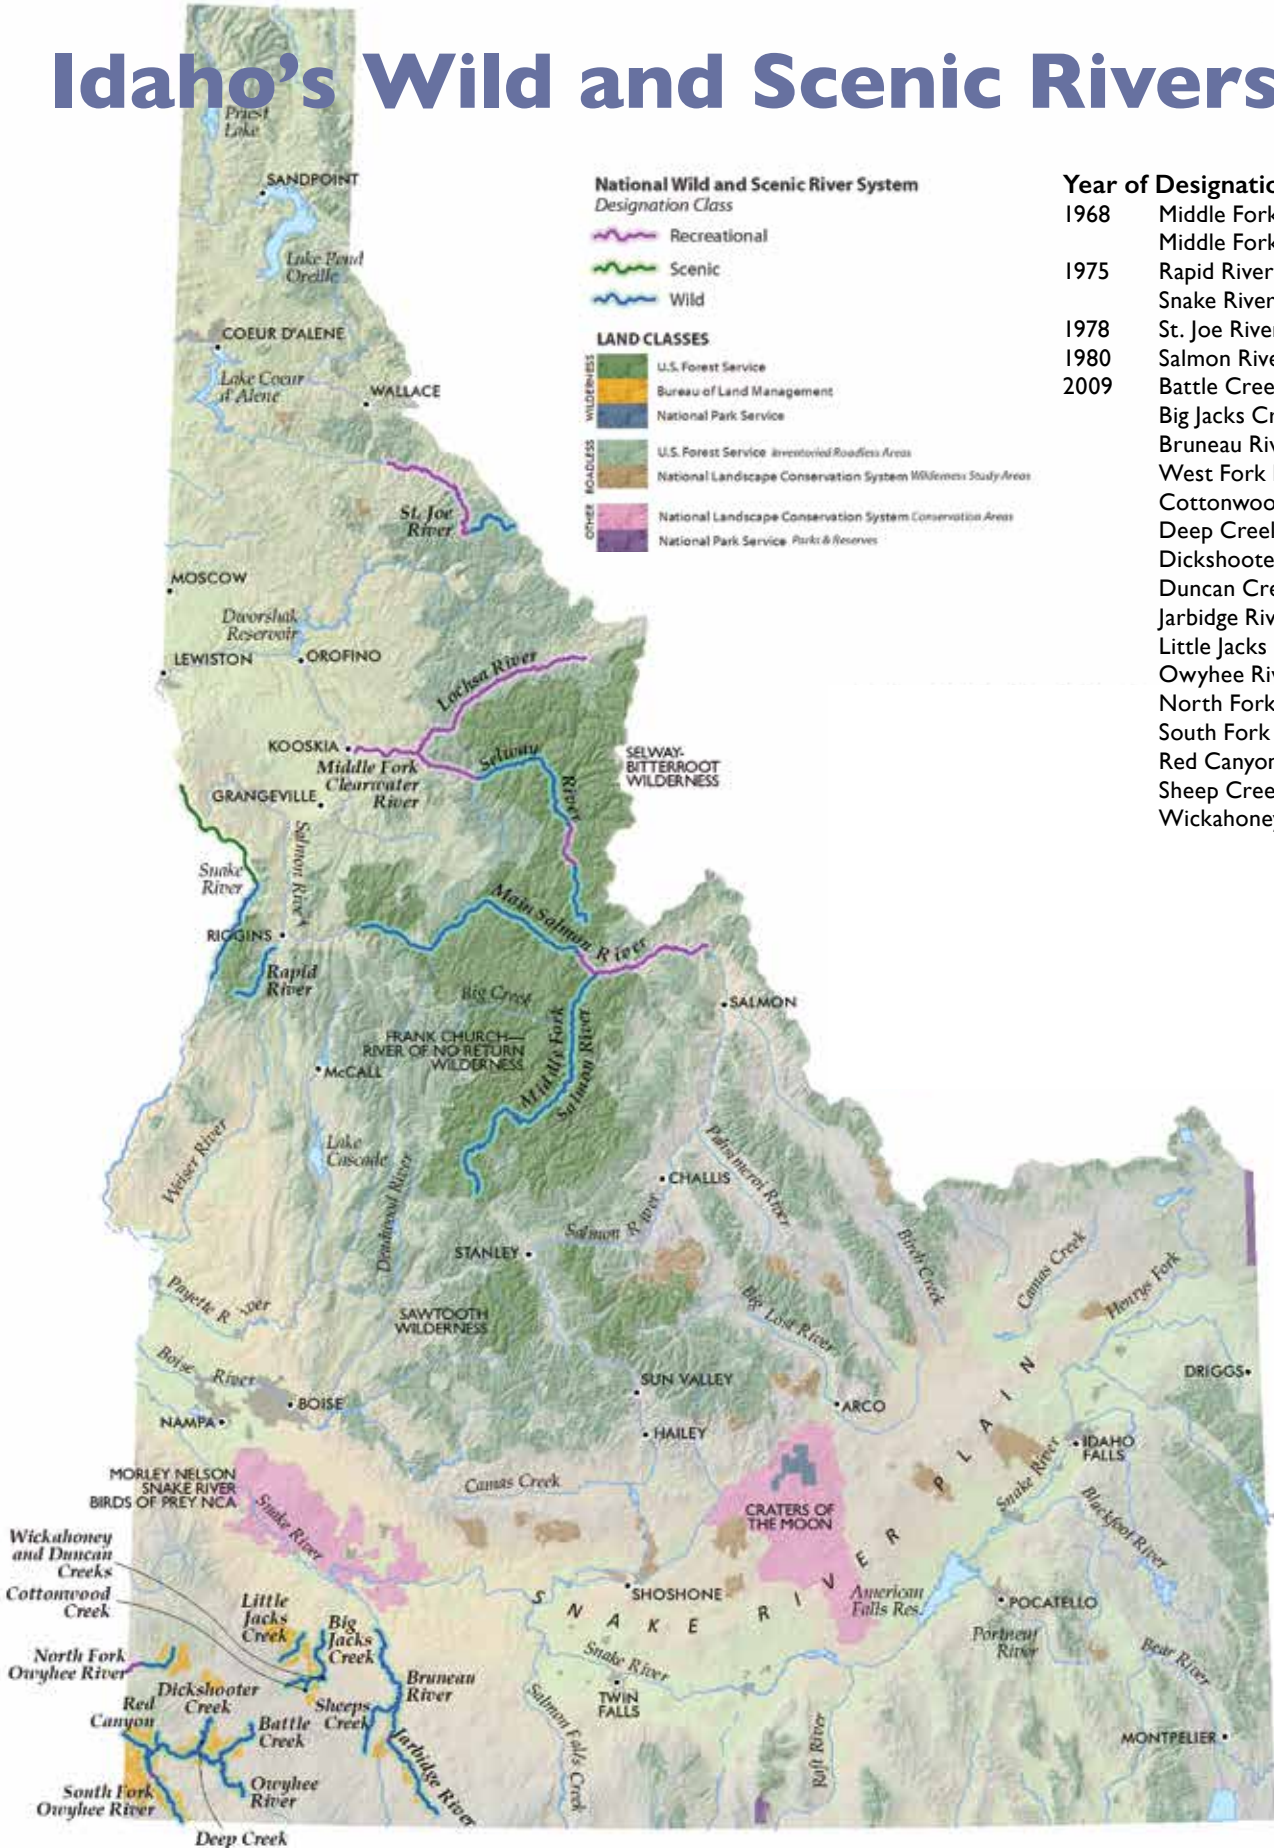 Idaho's Wild and Scenic Rivers
Priest
Lake
SANDPOINT
Lake Pend
Oreille
COEUR D'ALENE
Lake Coeur
d'Alene
WALLACE
St. Joe
River
MOSCOW
Dworshak
Reservoir
LEWISTON
OROFINO
Lochsa River
KOOSKIA
Middle Fork
Clearwater
River
Selway
River
SELWAY-
BITTERROOT
WILDERNESS
GRANGEVILLE
Salmon River
Snake
River
RIGGINS
Rapid
River
Main Salmon River
Big Creek
FRANK CHURCH—
RIVER OF NO RETURN
WILDERNESS
Middle Fork
Salmon River
SALMON
McCALL
Lake
Cascade
Weiser River
Deadwood River
Pahsimeroi River
CHALLIS
Salmon River
STANLEY
Birch Creek
Camas Creek
Henrys Fork
Payette River
SAWTOOTH
WILDERNESS
Big Lost River
Boise River
BOISE
NAMPA
SUN VALLEY
HAILEY
ARCO
DRIGGS
IDAHO
FALLS
Snake River
Blackfoot River
MORLEY NELSON
SNAKE RIVER
BIRDS OF PREY NCA
Snake River
Camas Creek
CRATERS OF
THE MOON
SNAKE RIVER PLAIN
SHOSHONE
American
Falls Res.
POCATELLO
Portneuf
River
Bear River
Wickahoney
and Duncan
Creeks
Cottonwood
Creek
Little
Jacks
Creek
Big
Jacks
Creek
North Fork
Owyhee River
Dickshooter
Creek
Red
Canyon
Battle
Creek
Sheeps
Creek
Bruneau
River
Jarbidge River
Snake River
TWIN
FALLS
Salmon Falls Creek
Raft River
MONTPELIER
South Fork
Owyhee River
Owyhee
River
Deep Creek
National Wild and Scenic River System
Designation Class
Recreational
Scenic
Wild
LAND CLASSES
WILDERNESS
U.S. Forest Service
Bureau of Land Management
National Park Service
ROADLESS
U.S. Forest Service Inventoried Roadless Areas
National Landscape Conservation System Wilderness Study Areas
OTHER
National Landscape Conservation System Conservation Areas
National Park Service Parks & Reserves
Year of Designatio
1968 Middle Fork
Middle Fork
1975 Rapid River
Snake River
1978 St. Joe River
1980 Salmon Rive
2009 Battle Cree
Big Jacks Cr
Bruneau Riv
West Fork
Cottonwoo
Deep Creek
Dickshoote
Duncan Cre
Jarbidge Riv
Little Jacks
Owyhee Riv
North Fork
South Fork
Red Canyon
Sheep Cree
Wickahoney